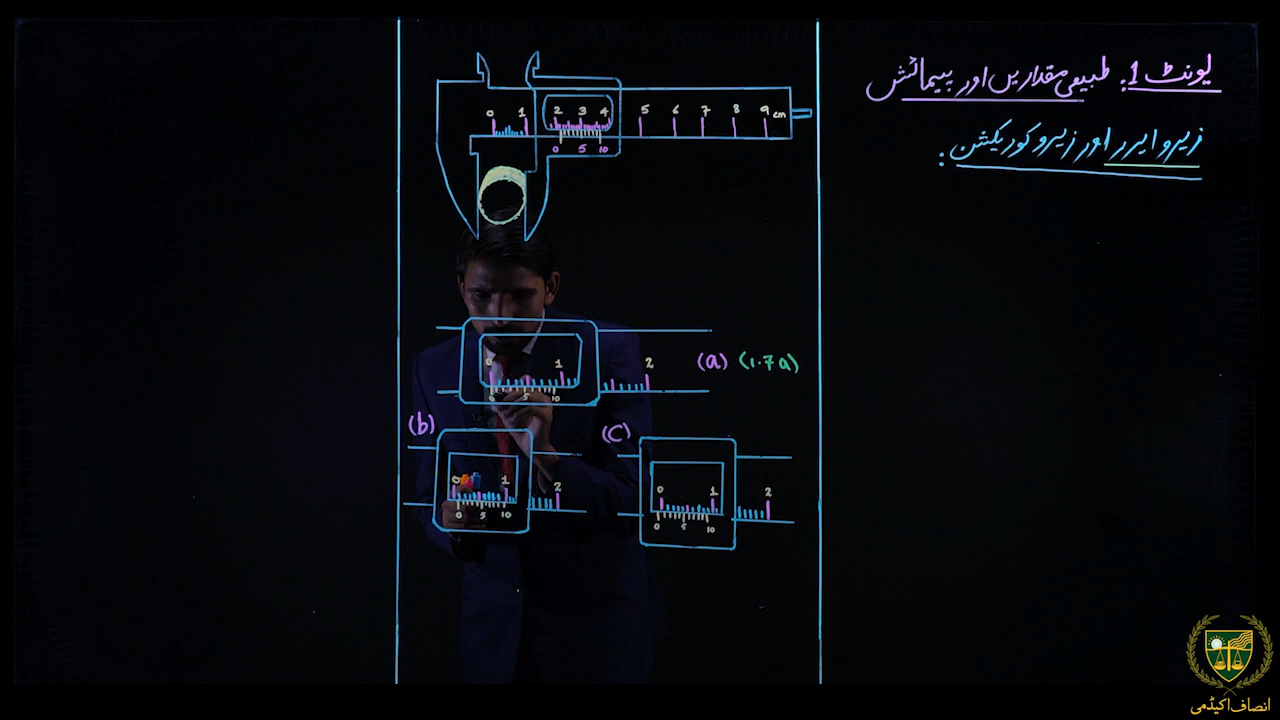 یونٹ 1: طبیعی مقداریں اور پیمائش
زیرو ایرر اور زیرو کوریکشن:
0 1 2 3 4 5 6 7 8 9 cm
0 5 10
0 1 2 (a) (1.7a)
0 5 10
(b)
0 1 2
0 5 10
(c)
0 1 2
0 5 10
انصاف اکیڈمی